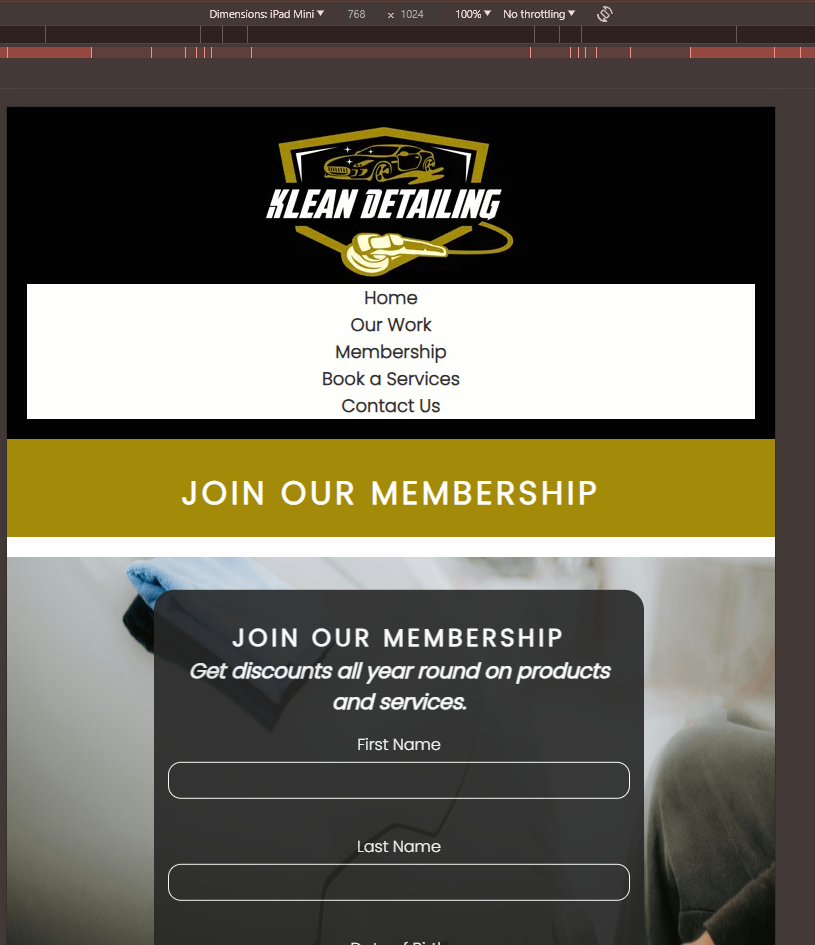 Dimensions: iPad Mini 768 × 1024 100% No throttling
KLEAN DETAILING
Home
Our Work
Membership
Book a Services
Contact Us
JOIN OUR MEMBERSHIP
JOIN OUR MEMBERSHIP
Get discounts all year round on products
and services.
First Name
Last Name